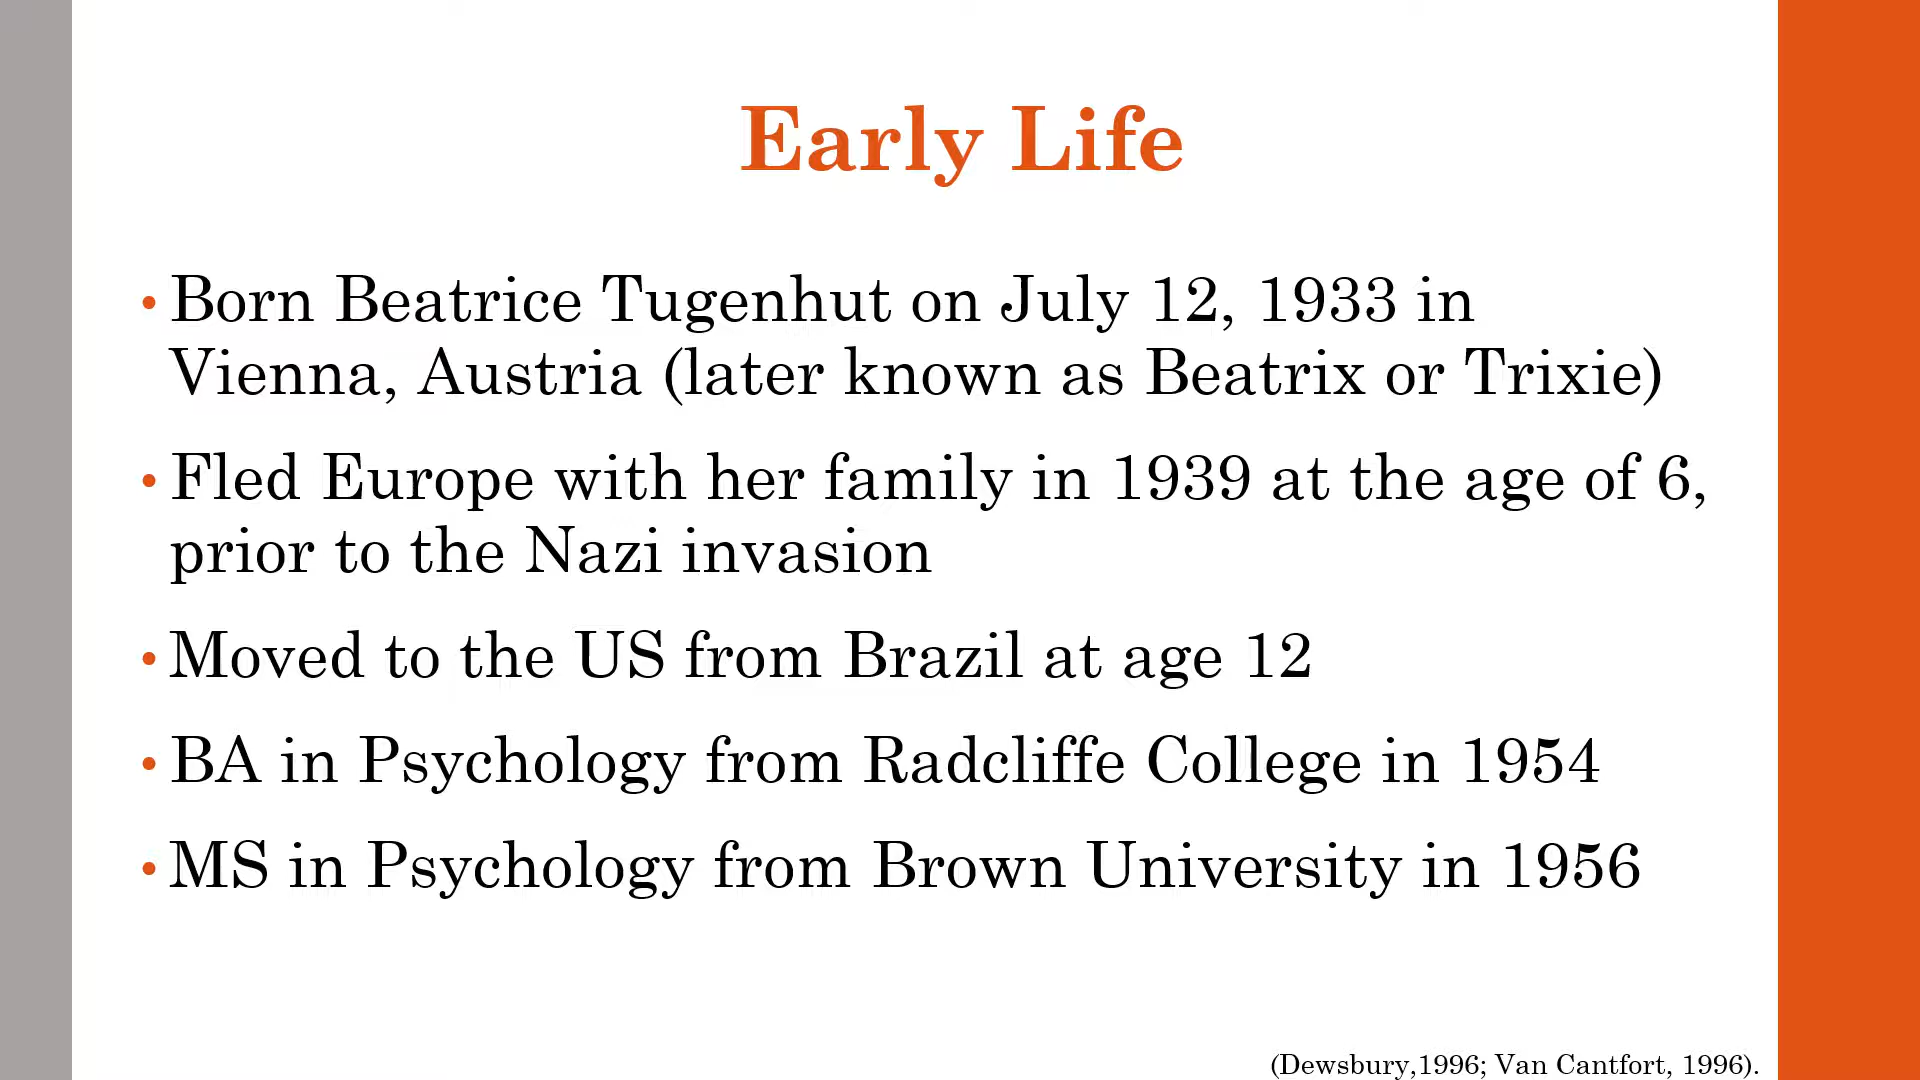 Early Life
• Born Beatrice Tugenhut on July 12, 1933 in
Vienna, Austria (later known as Beatrix or Trixie)
• Fled Europe with her family in 1939 at the age of 6,
prior to the Nazi invasion
• Moved to the US from Brazil at age 12
• BA in Psychology from Radcliffe College in 1954
• MS in Psychology from Brown University in 1956
(Dewsbury,1996; Van Cantfort, 1996).